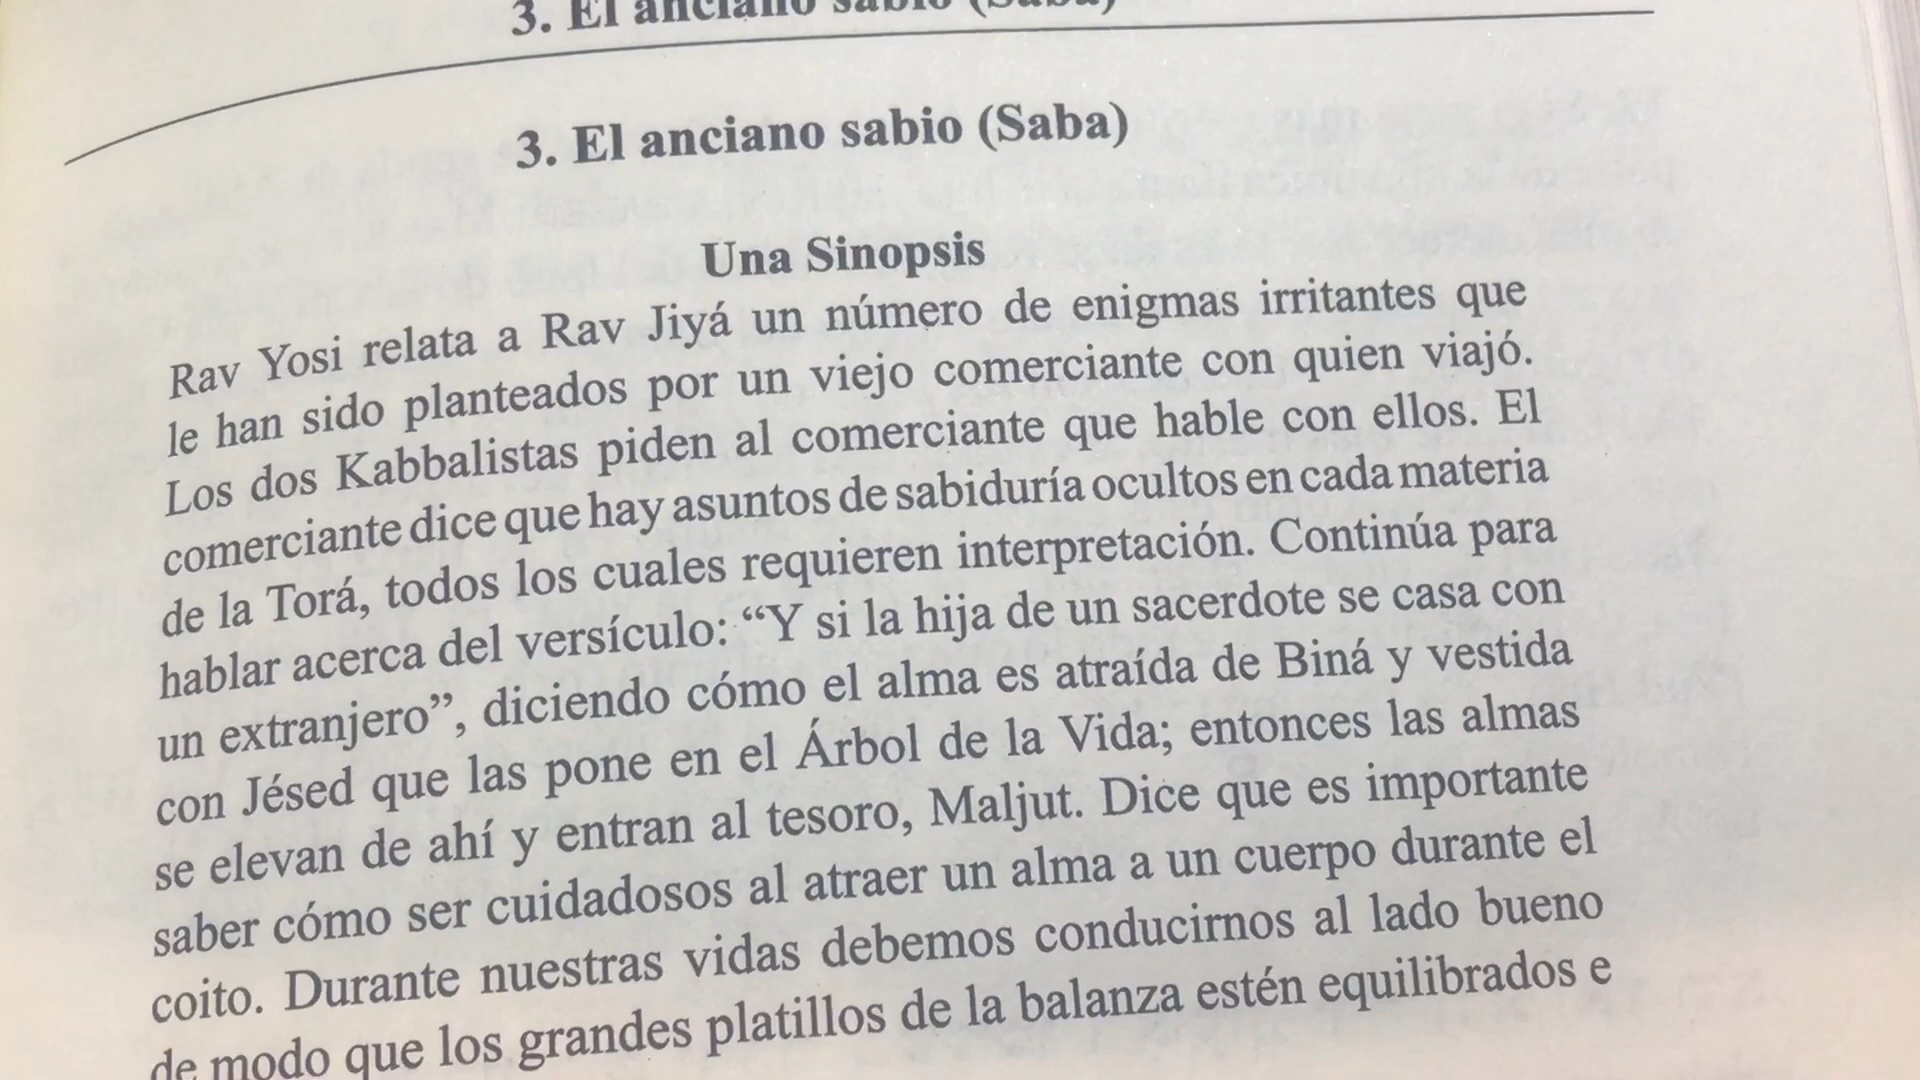 3. El anciano sabio (Saba)
3. El anciano sabio (Saba)
Una Sinopsis
Rav Yosi relata a Rav Jiyá un número de enigmas irritantes que
le han sido planteados por un viejo comerciante con quien viajó.
Los dos Kabbalistas piden al comerciante que hable con ellos. El
comerciante dice que hay asuntos de sabiduría ocultos en cada materia
de la Torá, todos los cuales requieren interpretación. Continúa para
hablar acerca del versículo: “Y si la hija de un sacerdote se casa con
un extranjero”, diciendo cómo el alma es atraída de Biná y vestida
con Jésed que las pone en el Árbol de la Vida; entonces las almas
se elevan de ahí y entran al tesoro, Maljut. Dice que es importante
saber cómo ser cuidadosos al atraer un alma a un cuerpo durante el
coito. Durante nuestras vidas debemos conducirnos al lado bueno
de modo que los grandes platillos de la balanza estén equilibrados e